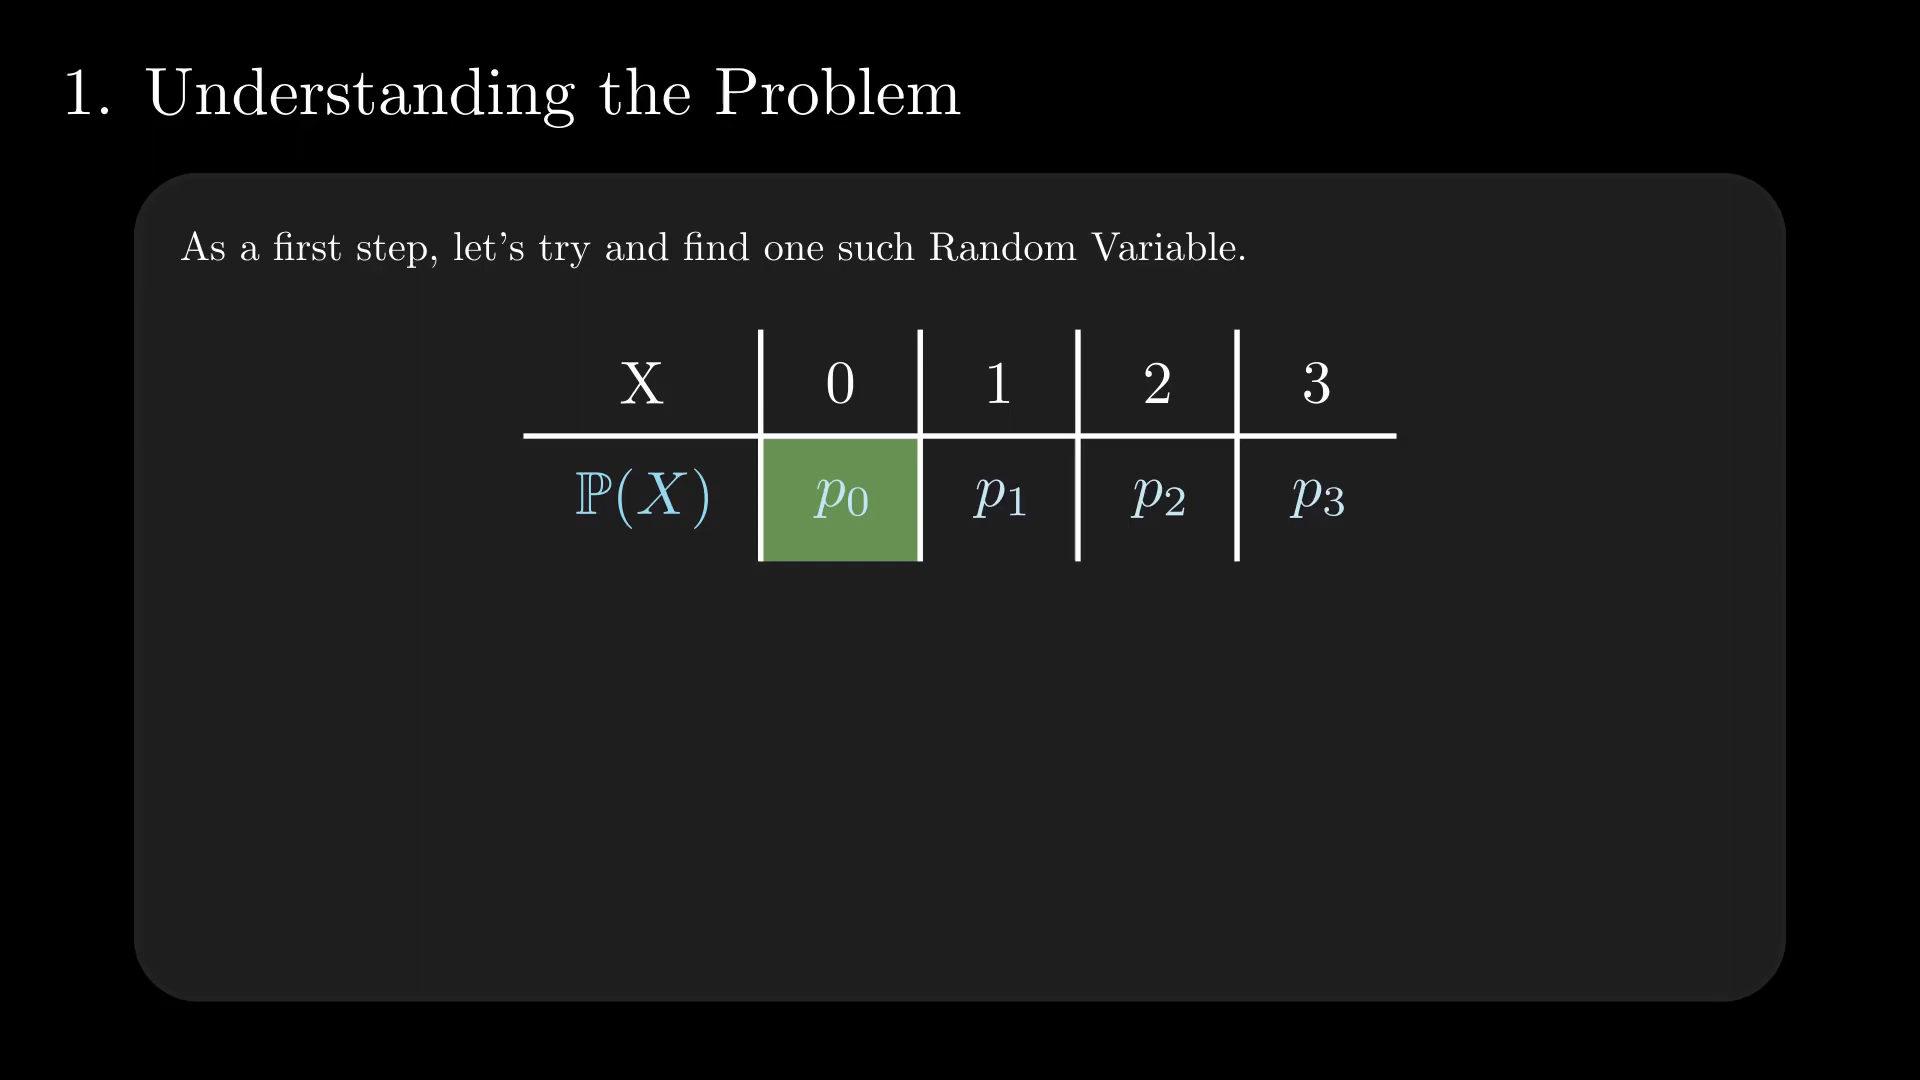 1. Understanding the Problem
As a first step, let's try and find one such Random Variable.
X 0 1 2 3
ℙ(X) p₀ p₁ p₂ p₃